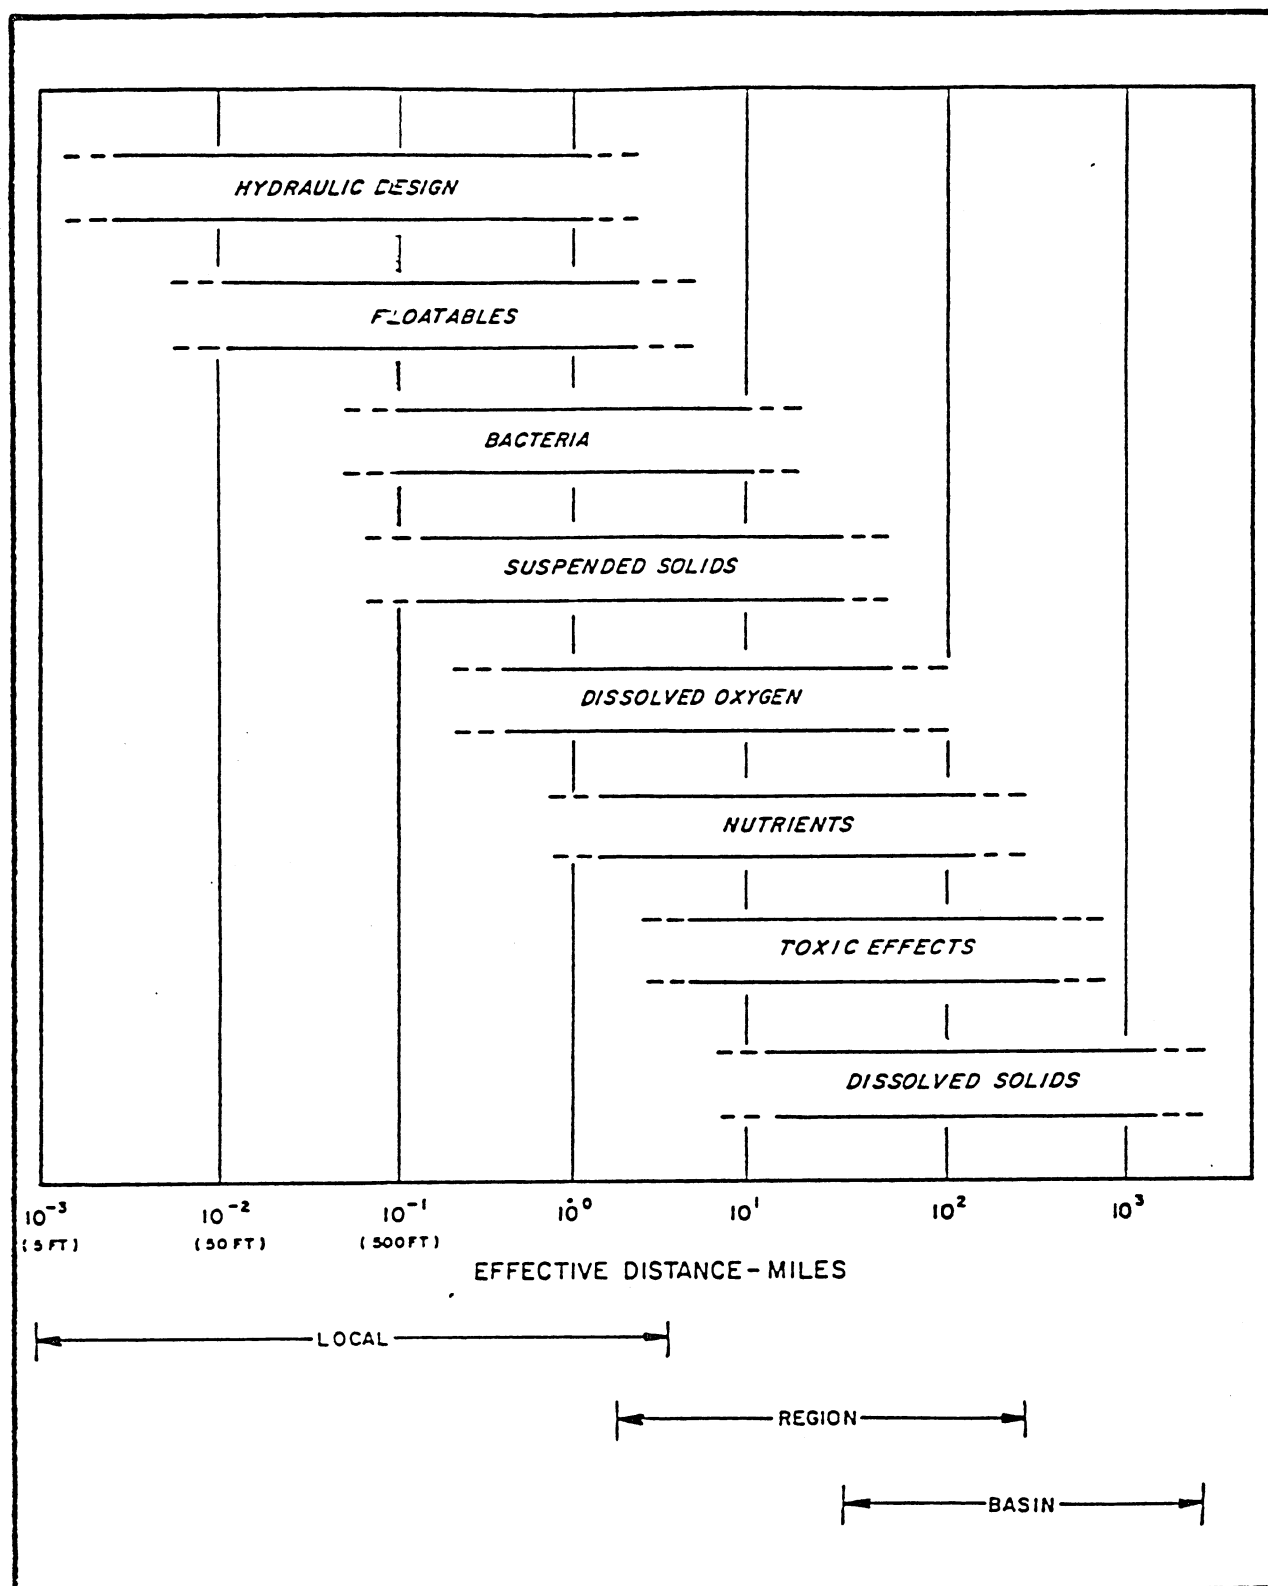 HYDRAULIC DESIGN
FLOATABLES
BACTERIA
SUSPENDED SOLIDS
DISSOLVED OXYGEN
NUTRIENTS
TOXIC EFFECTS
DISSOLVED SOLIDS
10⁻³ 10⁻² 10⁻¹ 10⁰ 10¹ 10² 10³
(5 FT) (50 FT) (500 FT)
EFFECTIVE DISTANCE-MILES
LOCAL
REGION
BASIN